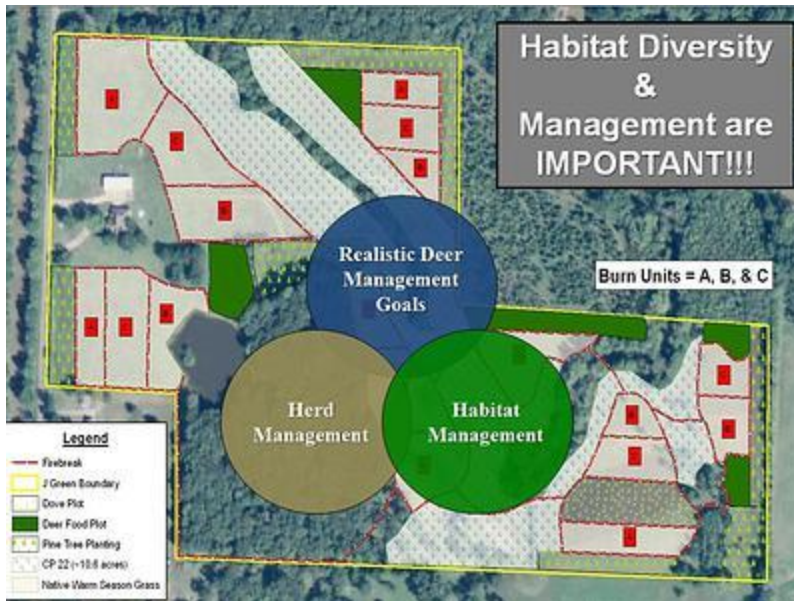 Habitat Diversity
&
Management are
IMPORTANT!!!
Realistic Deer
Management
Goals
Burn Units = A, B, & C
Herd
Management
Habitat
Management
Legend
Firebreak
J Green Boundary
Dove Plot
Deer Food Plot
Pine Tree Planting
CP 22 (~10.6 acres)
Native Warm Season Grass